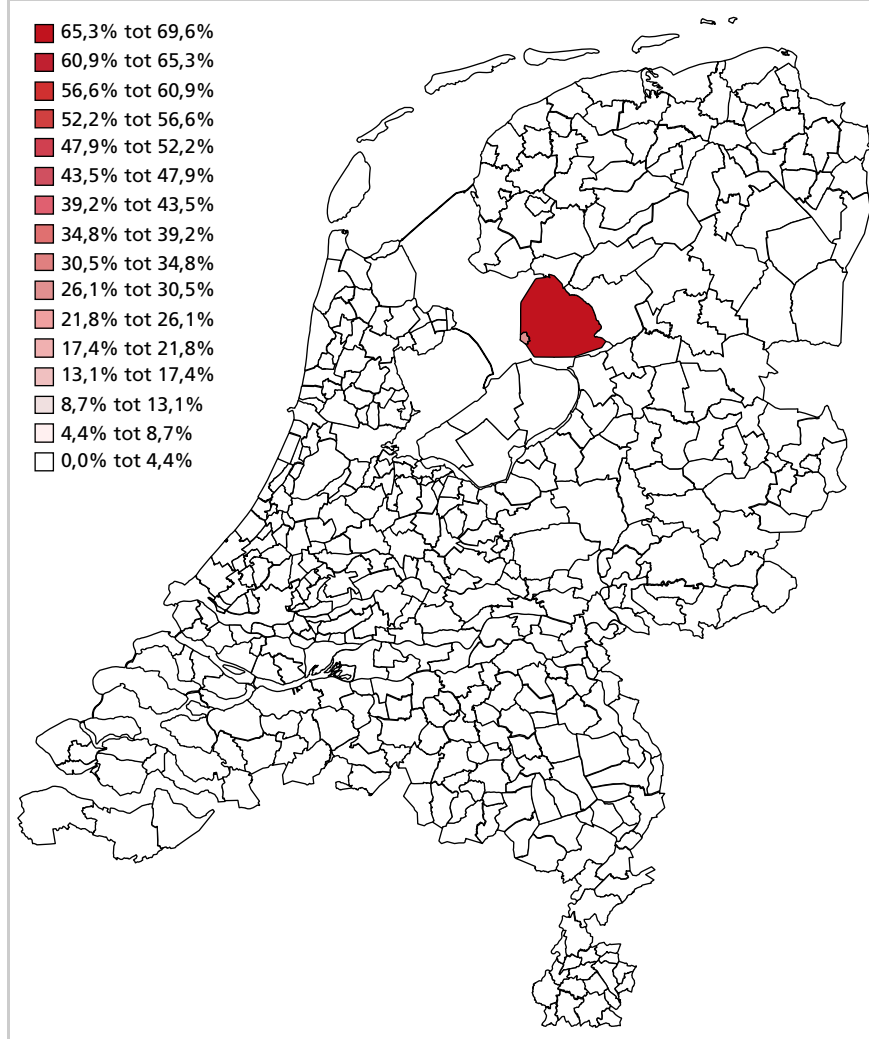 65,3% tot 69,6%
60,9% tot 65,3%
56,6% tot 60,9%
52,2% tot 56,6%
47,9% tot 52,2%
43,5% tot 47,9%
39,2% tot 43,5%
34,8% tot 39,2%
30,5% tot 34,8%
26,1% tot 30,5%
21,8% tot 26,1%
17,4% tot 21,8%
13,1% tot 17,4%
8,7% tot 13,1%
4,4% tot 8,7%
0,0% tot 4,4%